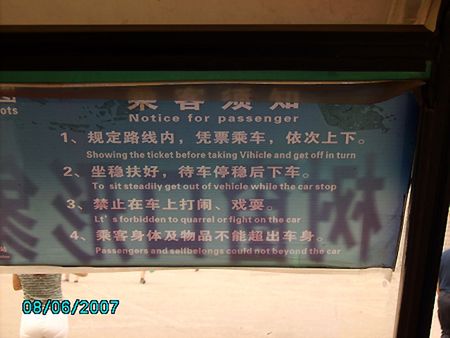 乘客须知
ots
Notice for passenger
1、规定路线内，凭票乘车，依次上下。
Showing the ticket before taking Vihicle and get off in turn
2、坐稳扶好，待车停稳后下车。
To sit steadily get out of vehicle while the car stop
3、禁止在车上打闹、戏耍。
Lt's forbidden to quarrel or fight on the car
4、乘客身体及物品不能超出车身。
Passengers and selfbelongs could not beyond the car
08/06/2007